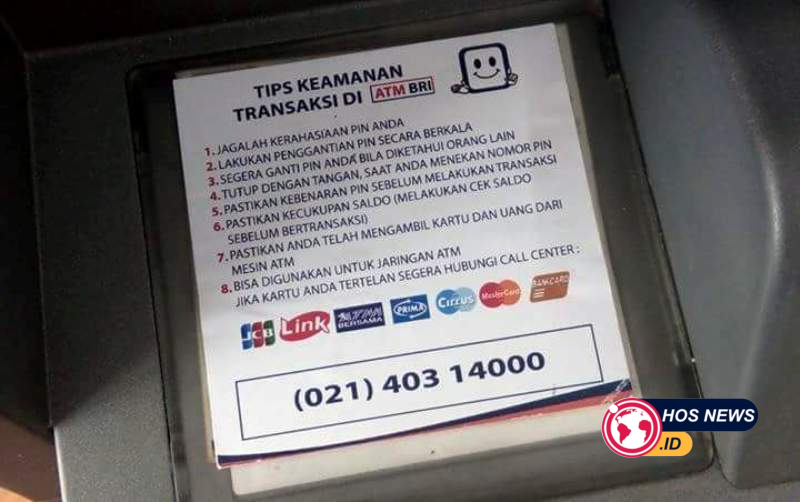 TIPS KEAMANAN
TRANSAKSI DI ATM BRI
1. JAGALAH KERAHASIAAN PIN ANDA
2. LAKUKAN PENGGANTIAN PIN SECARA BERKALA
3. SEGERA GANTI PIN ANDA BILA DIKETAHUI ORANG LAIN
4. TUTUP DENGAN TANGAN, SAAT ANDA MENEKAN NOMOR PIN
5. PASTIKAN KEBENARAN PIN SEBELUM MELAKUKAN TRANSAKSI
6. PASTIKAN KECUKUPAN SALDO (MELAKUKAN CEK SALDO
SEBELUM BERTRANSAKSI)
7. PASTIKAN ANDA TELAH MENGAMBIL KARTU DAN UANG DARI
MESIN ATM
8. BISA DIGUNAKAN UNTUK JARINGAN ATM
JIKA KARTU ANDA TERTELAN SEGERA HUBUNGI CALL CENTER :
JCB Link ATM BERSAMA PRIMA Cirrus MasterCard BANKCARD
(021) 403 14000
HOS NEWS
.ID